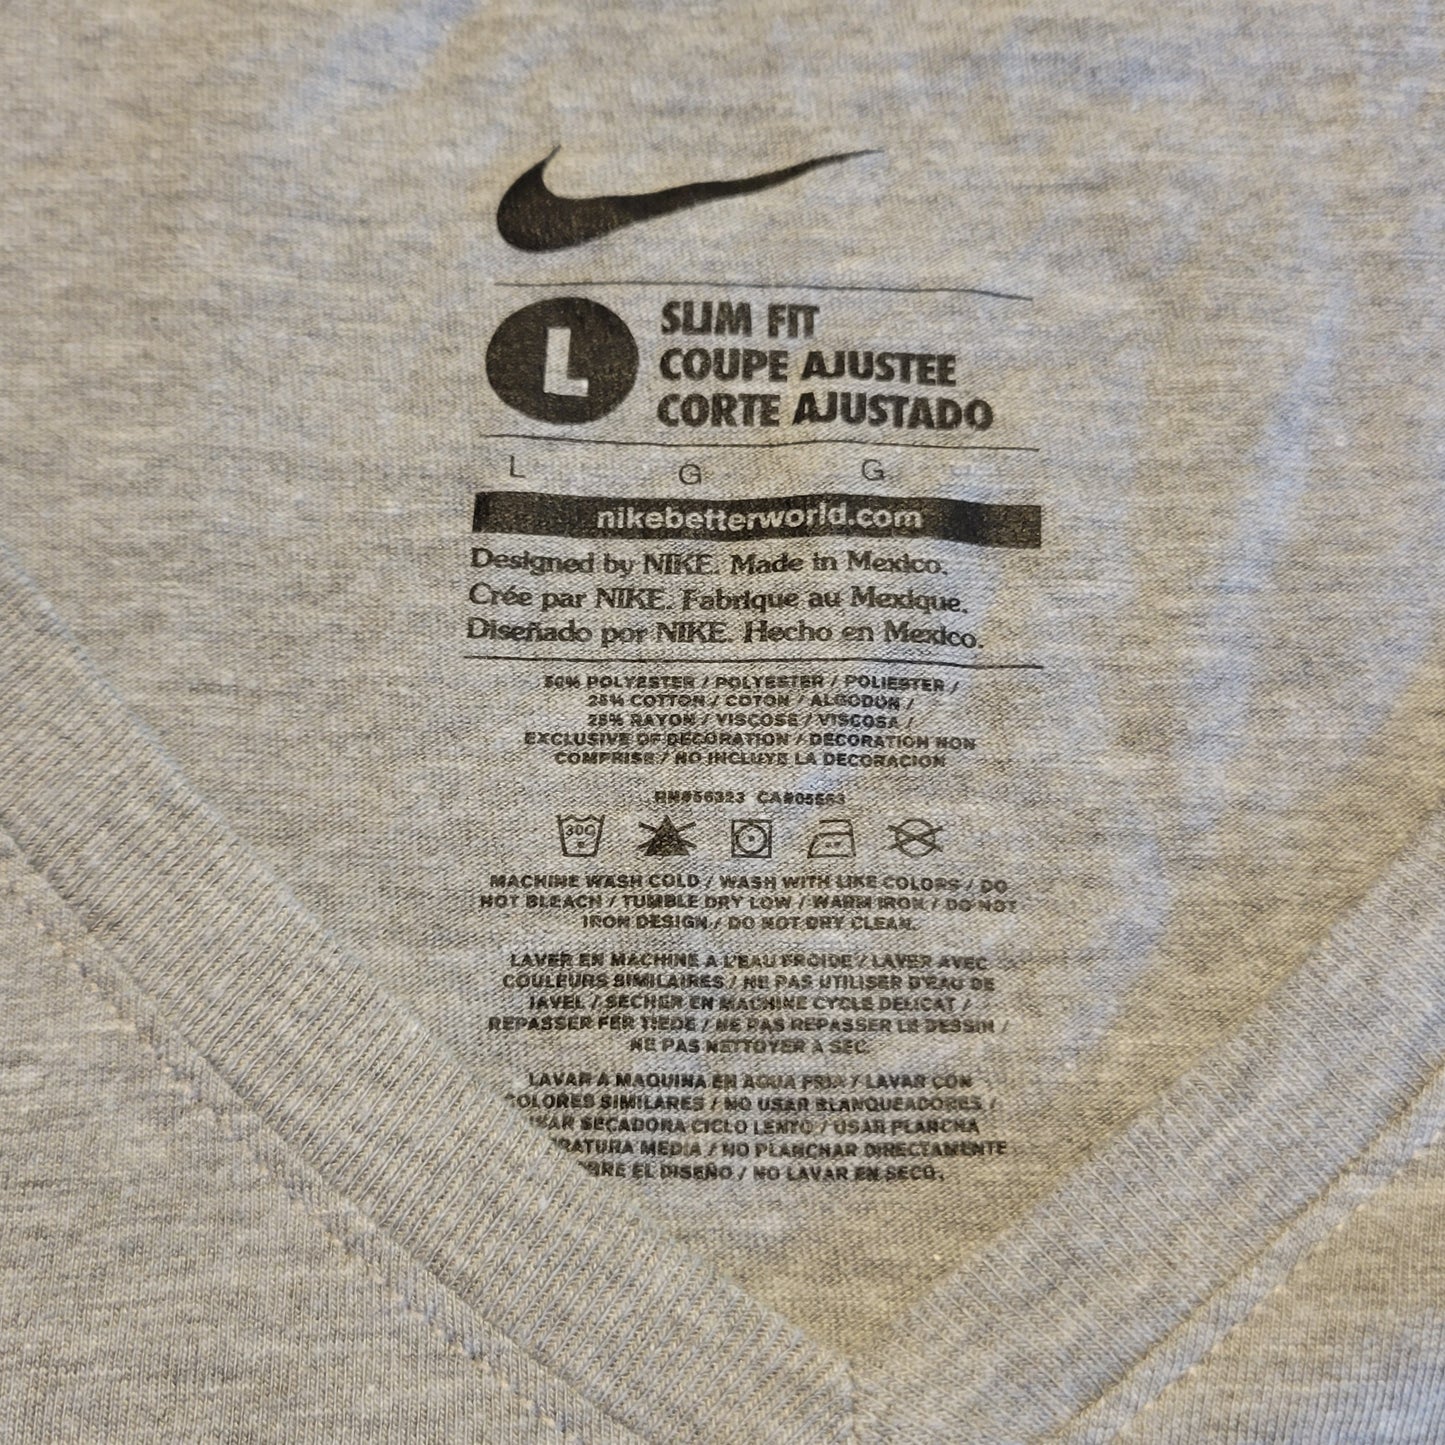 L
SLIM FIT
COUPE AJUSTEE
CORTE AJUSTADO
L G G
nikebetterworld.com
Designed by NIKE. Made in Mexico.
Crée par NIKE. Fabrique au Mexique.
Diseñado por NIKE. Hecho en Mexico.
50% POLYESTER / POLYESTER / POLIESTER /
25% COTTON / COTON / ALGODÓN /
25% RAYON / VISCOSE / VISCOSA /
EXCLUSIVE OF DECORATION / DECORATION NON
COMPRISE / NO INCLUYE LA DECORACION
RN#56323 CA#05553
30C
MACHINE WASH COLD / WASH WITH LIKE COLORS / DO
NOT BLEACH / TUMBLE DRY LOW / WARM IRON / DO NOT
IRON DESIGN / DO NOT DRY CLEAN.
LAVER EN MACHINE A L'EAU FROIDE / LAVER AVEC
COULEURS SIMILAIRES / NE PAS UTILISER D'EAU DE
JAVEL / SECHER EN MACHINE CYCLE DELICAT /
REPASSER FER TIEDE / NE PAS REPASSER LE DESSIN /
NE PAS NETTOYER A SEC.
LAVAR A MAQUINA EN AGUA FRIA / LAVAR CON
COLORES SIMILARES / NO USAR BLANQUEADORES /
SECADORA CICLO LENTO / USAR PLANCHA
MEDIA / NO PLANCHAR DIRECTAMENTE
EL DISEÑO / NO LAVAR EN SECO.